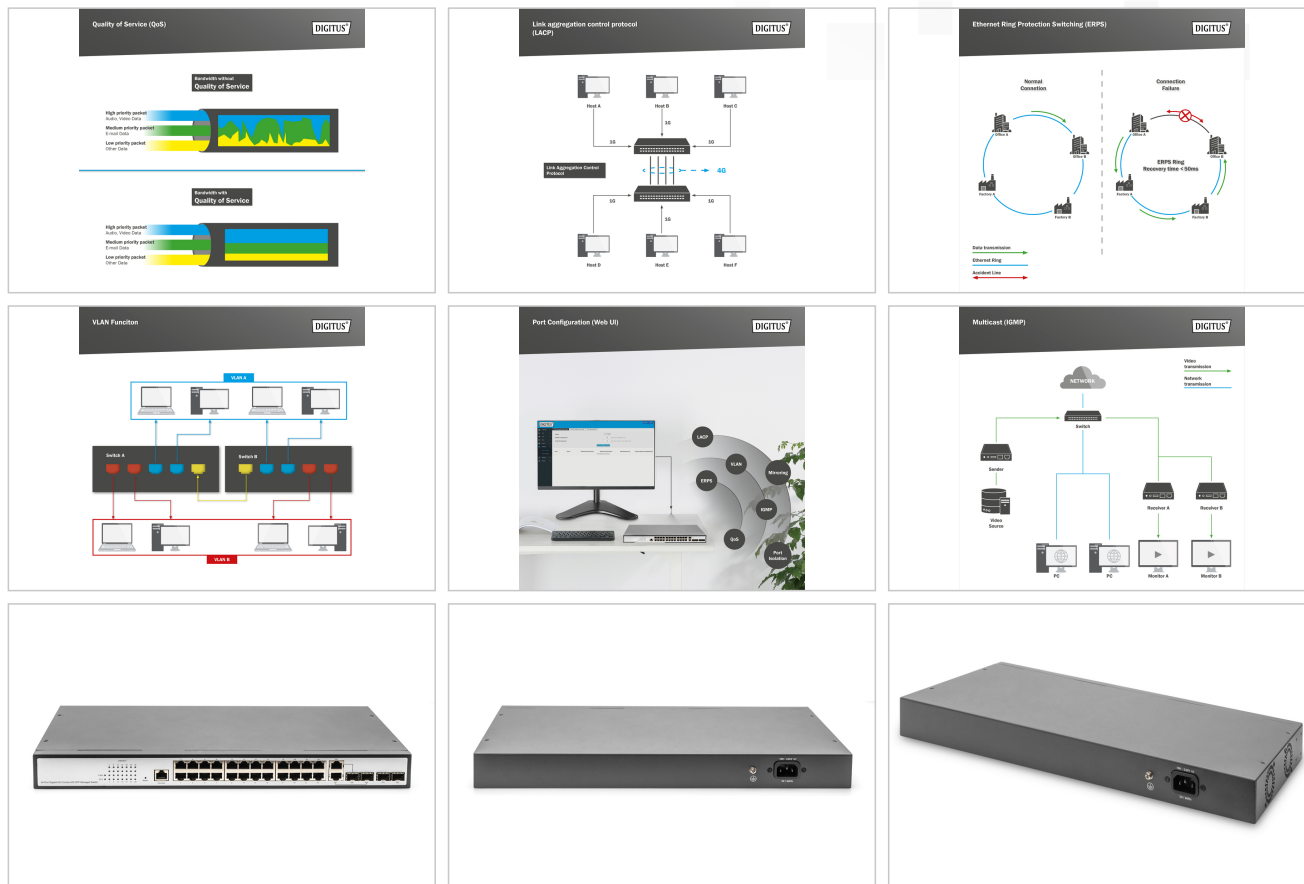 Quality of Service (QoS)
DIGITUS®
Bandwidth without
Quality of Service
High priority packet
Audio, Video Data
Medium priority packet
E-mail Data
Low priority packet
Other Data
Bandwidth with
Quality of Service
High priority packet
Audio, Video Data
Medium priority packet
E-mail Data
Low priority packet
Other Data
Link aggregation control protocol
(LACP)
DIGITUS®
Host A
Host B
Host C
1G
1G
1G
Link Aggregation Control
Protocol
4G
1G
1G
1G
Host D
Host E
Host F
Ethernet Ring Protection Switching (ERPS)
DIGITUS®
Normal
Connetion
Connection
Failure
Office A
Office B
Factory A
Factory B
Office A
Office B
ERPS Ring
Recovery time < 50ms
Factory A
Factory B
Data transmission
Ethernet Ring
Accident Line
VLAN Funciton
DIGITUS®
VLAN A
Switch A
Switch B
VLAN B
Port Configuration (Web UI)
DIGITUS®
LACP
VLAN
Mirroring
ERPS
IGMP
QoS
Port
Isolation
Multicast (IGMP)
DIGITUS®
Video
transmission
Network
transmission
NETWORK
Switch
Sender
Video
Source
Receiver A
Receiver B
PC
PC
Monitor A
Monitor B